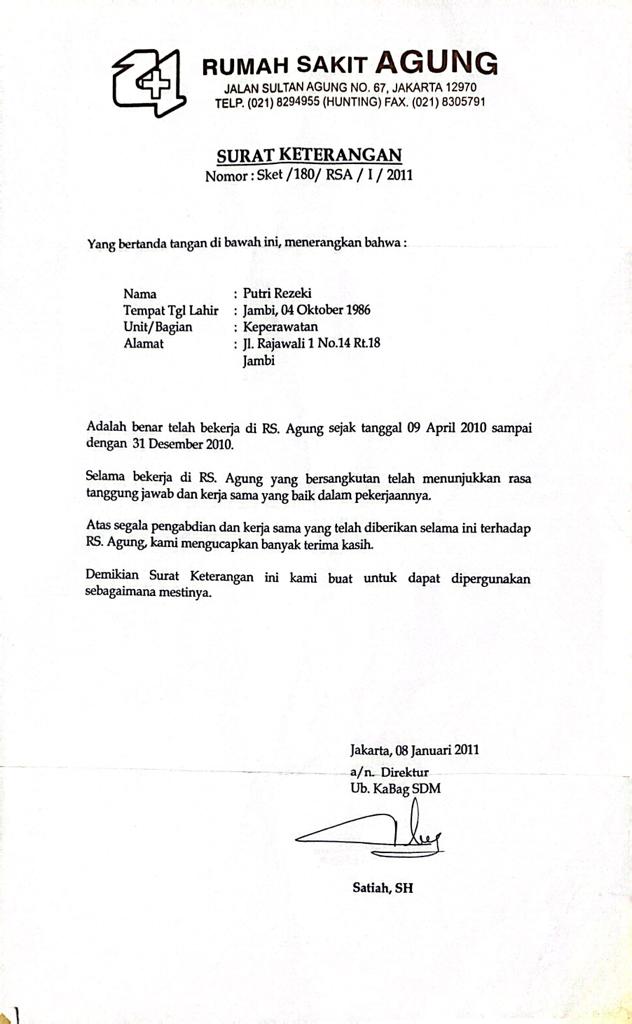 RUMAH SAKIT AGUNG
JALAN SULTAN AGUNG NO. 67, JAKARTA 12970
TELP. (021) 8294955 (HUNTING) FAX. (021) 8305791
SURAT KETERANGAN
Nomor : Sket /180/ RSA / I / 2011
Yang bertanda tangan di bawah ini, menerangkan bahwa :
Nama : Putri Rezeki
Tempat Tgl Lahir : Jambi, 04 Oktober 1986
Unit/Bagian : Keperawatan
Alamat : Jl. Rajawali 1 No.14 Rt.18
Jambi
Adalah benar telah bekerja di RS. Agung sejak tanggal 09 April 2010 sampai
dengan 31 Desember 2010.
Selama bekerja di RS. Agung yang bersangkutan telah menunjukkan rasa
tanggung jawab dan kerja sama yang baik dalam pekerjaannya.
Atas segala pengabdian dan kerja sama yang telah diberikan selama ini terhadap
RS. Agung, kami mengucapkan banyak terima kasih.
Demikian Surat Keterangan ini kami buat untuk dapat dipergunakan
sebagaimana mestinya.
Jakarta, 08 Januari 2011
a/n. Direktur
Ub. KaBag SDM
Satiah, SH